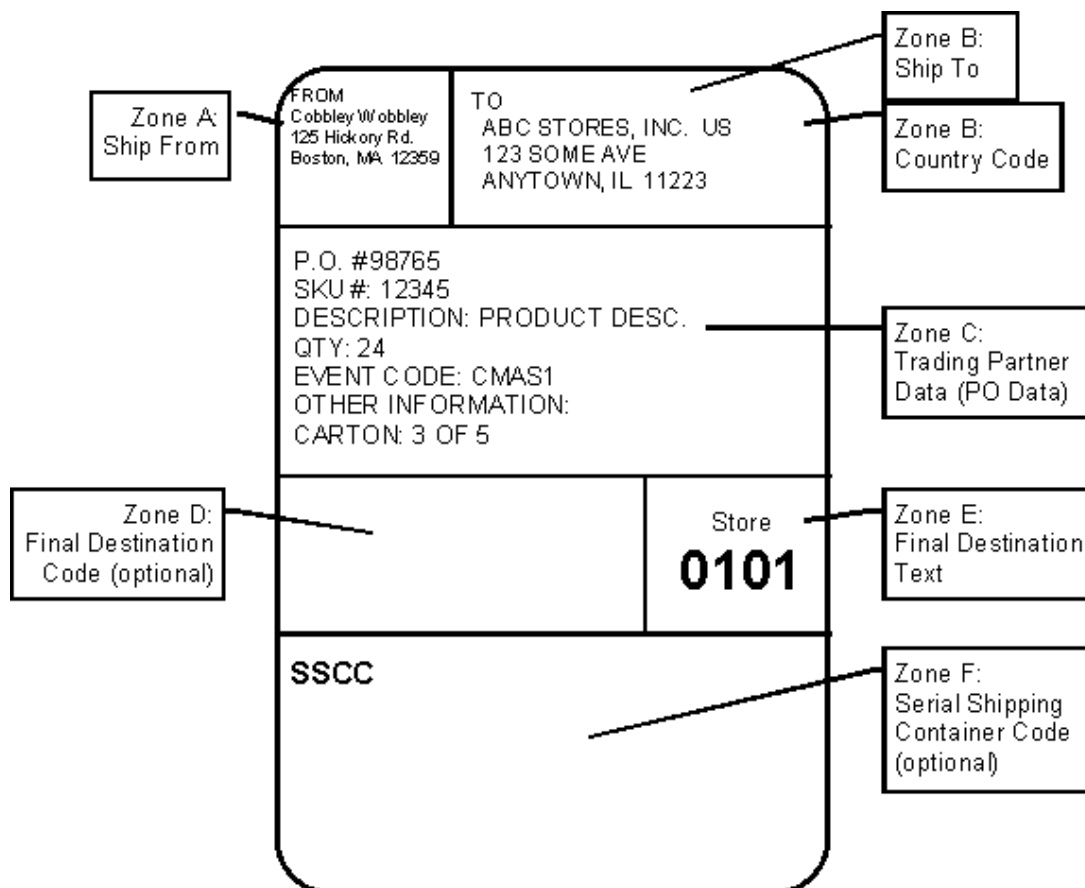 Zone B:
Ship To
Zone A:
Ship From
FROM
Cobbley Wobbley
125 Hickory Rd.
Boston, MA 12359
TO
ABC STORES, INC. US
123 SOME AVE
ANYTOWN, IL 11223
Zone B:
Country Code
P.O. #98765
SKU #: 12345
DESCRIPTION: PRODUCT DESC.
QTY: 24
EVENT CODE: CMAS1
OTHER INFORMATION:
CARTON: 3 OF 5
Zone C:
Trading Partner
Data (PO Data)
Zone D:
Final Destination
Code (optional)
Store
0101
Zone E:
Final Destination
Text
SSCC
Zone F:
Serial Shipping
Container Code
(optional)